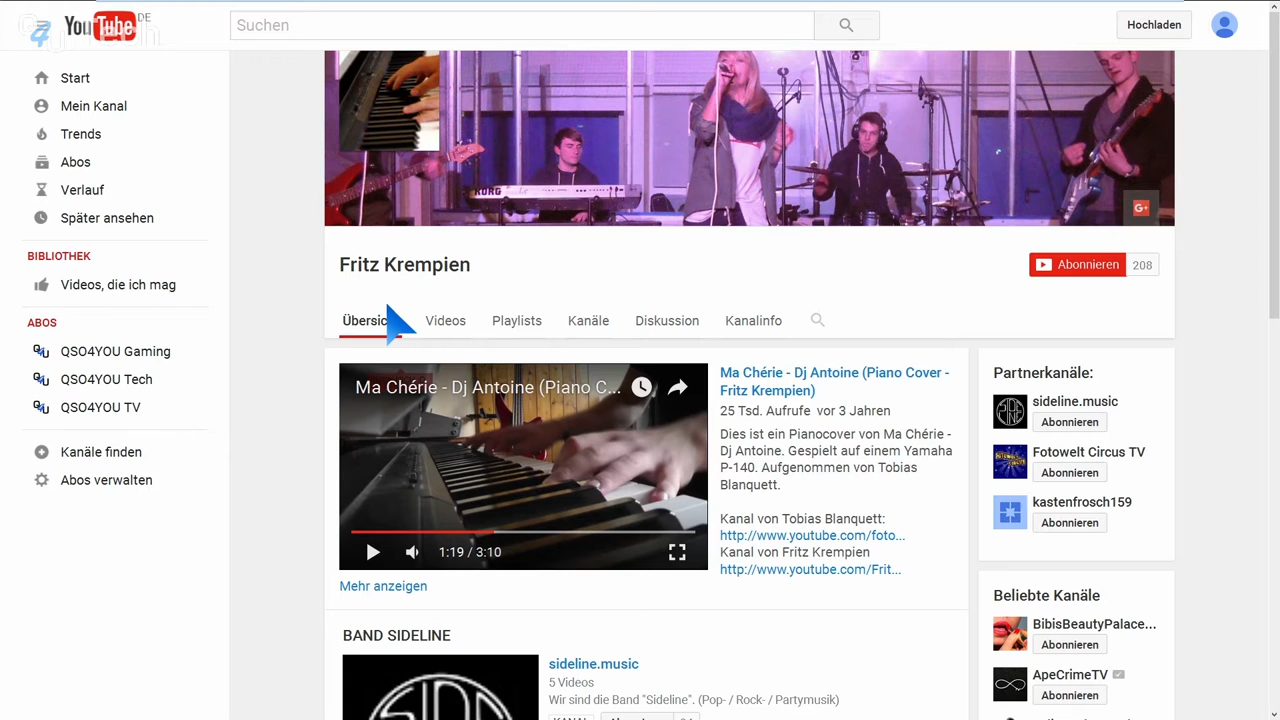 YouTube DE
Suchen
Hochladen
Start
Mein Kanal
Trends
Abos
Verlauf
Später ansehen
BIBLIOTHEK
Videos, die ich mag
ABOS
QSO4YOU Gaming
QSO4YOU Tech
QSO4YOU TV
Kanäle finden
Abos verwalten
KORG
G+
Fritz Krempien
Abonnieren 208
Videos
Playlists
Kanäle
Diskussion
Kanalinfo
Ma Chérie - Dj Antoine (Piano C...
1:19 / 3:10
Ma Chérie - Dj Antoine (Piano Cover -
Fritz Krempien)
25 Tsd. Aufrufe vor 3 Jahren
Dies ist ein Pianocover von Ma Chérie -
Dj Antoine. Gespielt auf einem Yamaha
P-140. Aufgenommen von Tobias
Blanquett.
Kanal von Tobias Blanquett:
http://www.youtube.com/foto...
Kanal von Fritz Krempien
http://www.youtube.com/Frit...
Mehr anzeigen
BAND SIDELINE
sideline.music
5 Videos
Wir sind die Band "Sideline". (Pop- / Rock- / Partymusik)
Partnerkanäle:
sideline.music
Abonnieren
Fotowelt Circus TV
Abonnieren
kastenfrosch159
Abonnieren
Beliebte Kanäle
BibisBeautyPalace...
Abonnieren
ApeCrimeTV
Abonnieren